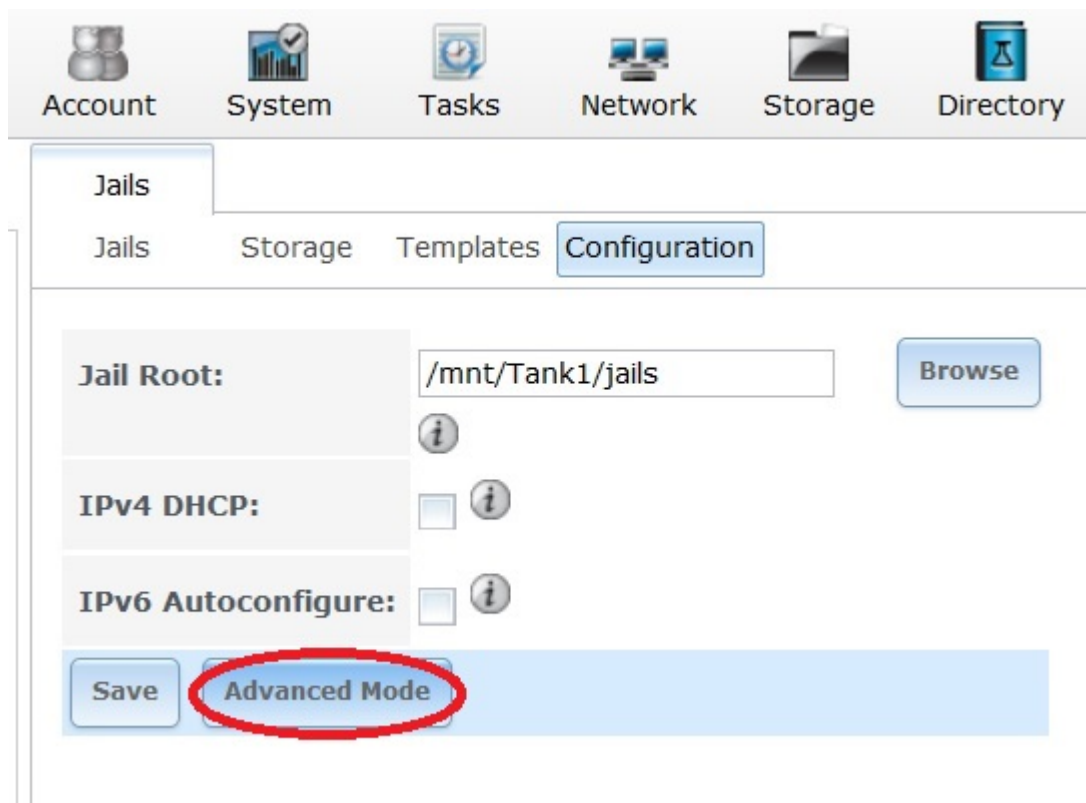 Account System Tasks Network Storage Directory
Jails
Jails Storage Templates Configuration
Jail Root: /mnt/Tank1/jails Browse
IPv4 DHCP:
IPv6 Autoconfigure:
Save Advanced Mode